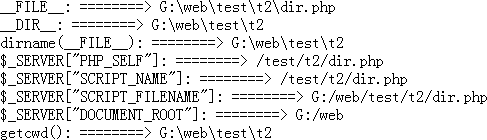 __FILE__: ========> G:\web\test\t2\dir.php
__DIR__: ========> G:\web\test\t2
dirname(__FILE__): ========> G:\web\test\t2
$_SERVER["PHP_SELF"]: ========> /test/t2/dir.php
$_SERVER["SCRIPT_NAME"]: ========> /test/t2/dir.php
$_SERVER["SCRIPT_FILENAME"]: ========> G:/web/test/t2/dir.php
$_SERVER["DOCUMENT_ROOT"]: ========> G:/web
getcwd(): ========> G:\web\test\t2